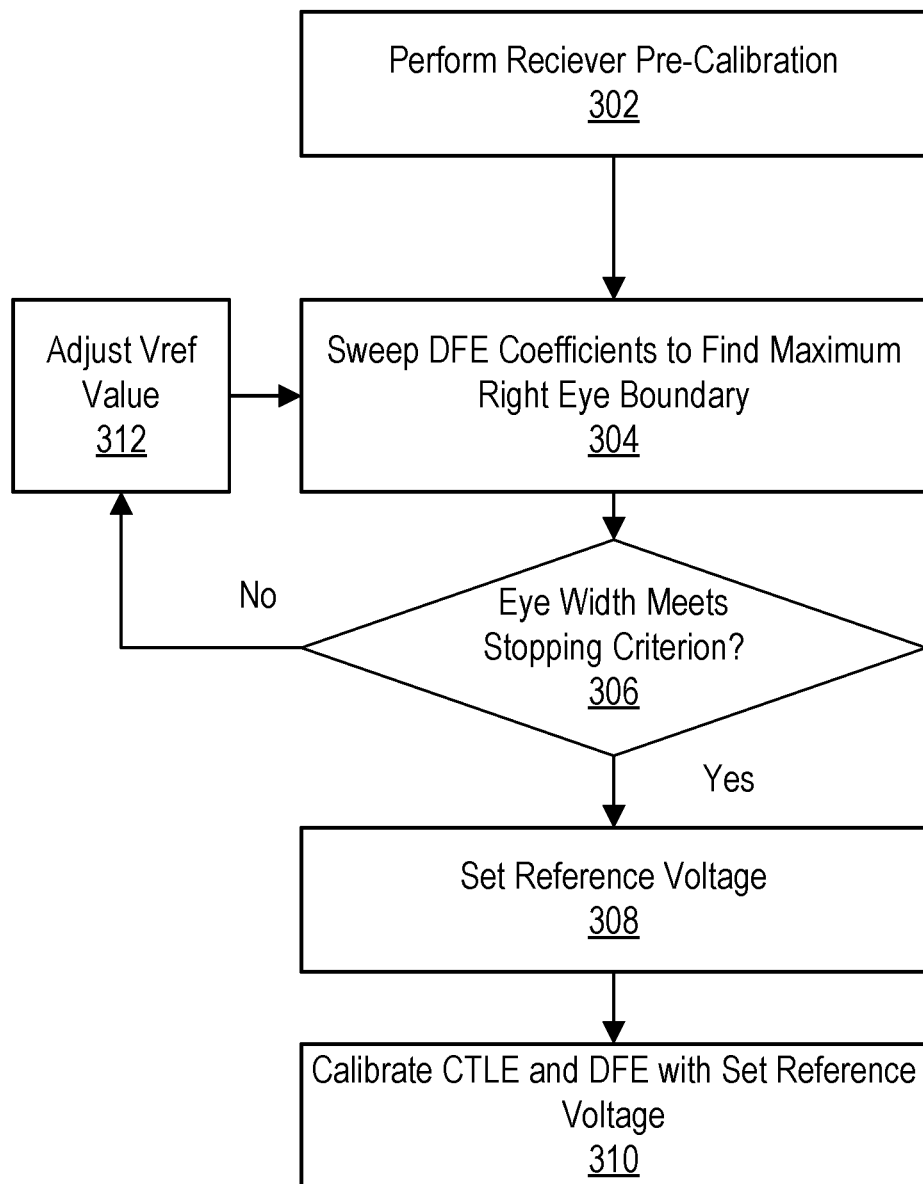 Perform Reciever Pre-Calibration
302
Adjust Vref
Value
312
Sweep DFE Coefficients to Find Maximum
Right Eye Boundary
304
No
Eye Width Meets
Stopping Criterion?
306
Yes
Set Reference Voltage
308
Calibrate CTLE and DFE with Set Reference
Voltage
310